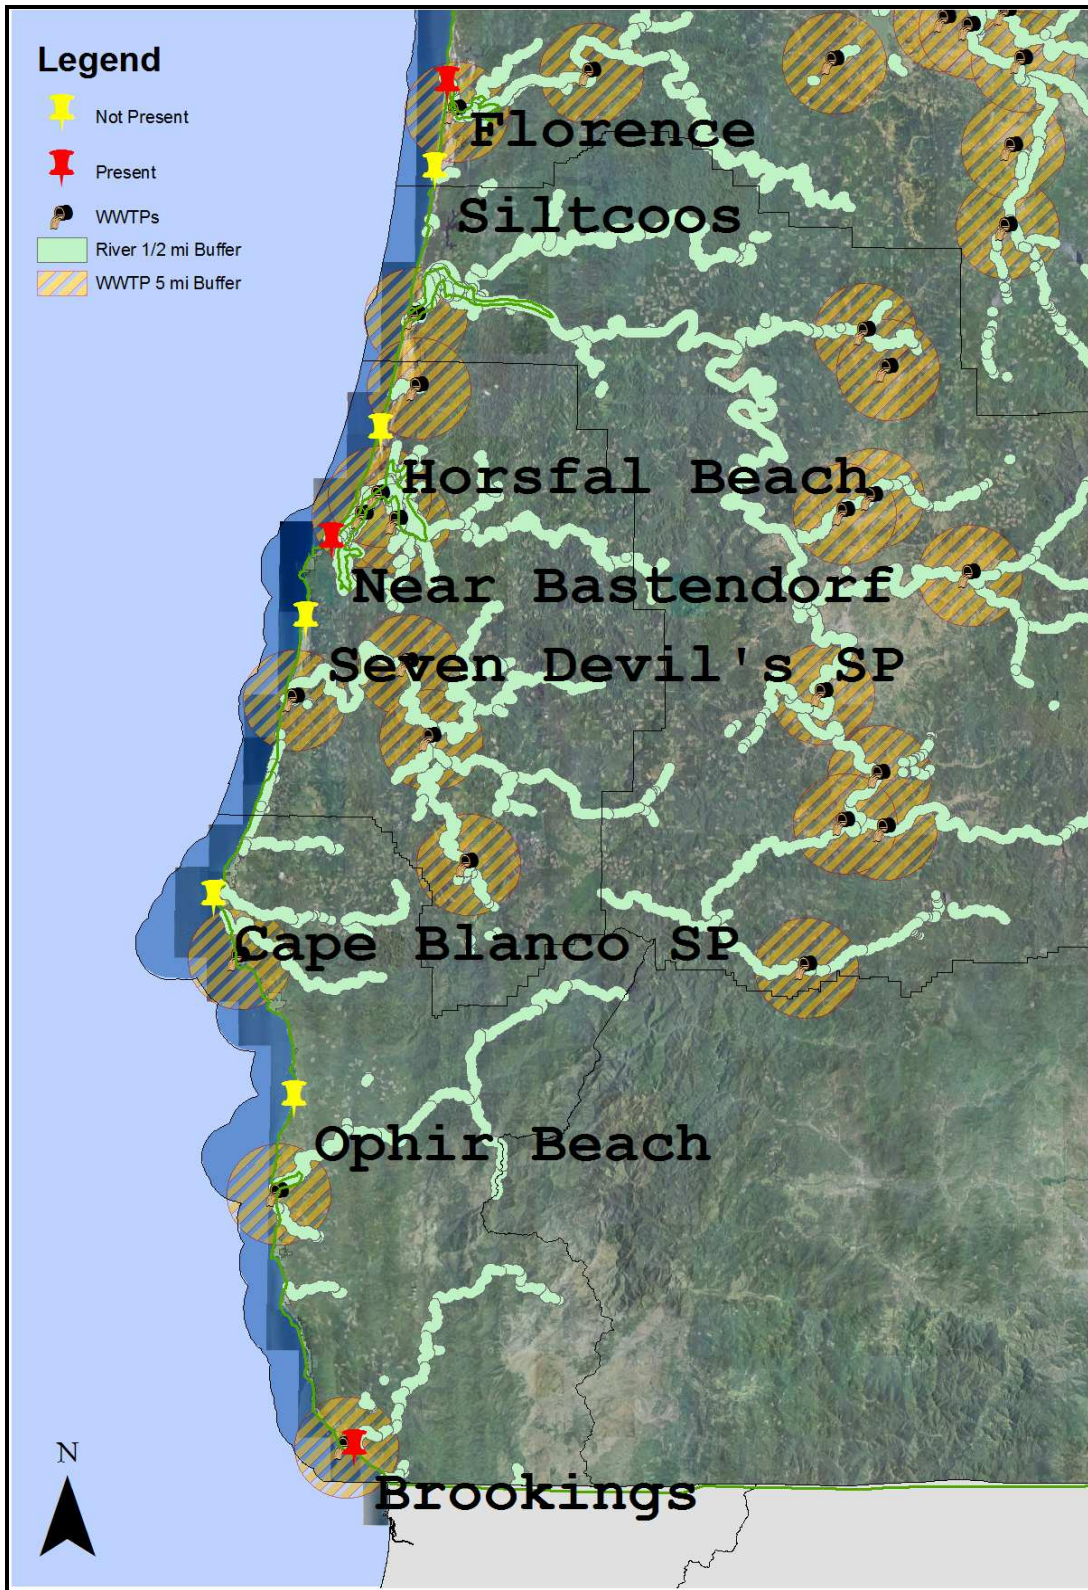 Legend
Not Present
Present
WWTPs
River 1/2 mi Buffer
WWTP 5 mi Buffer
Florence
Siltcoos
Horsfal Beach
Near Bastendorf
Seven Devil's SP
Cape Blanco SP
Ophir Beach
Brookings
N